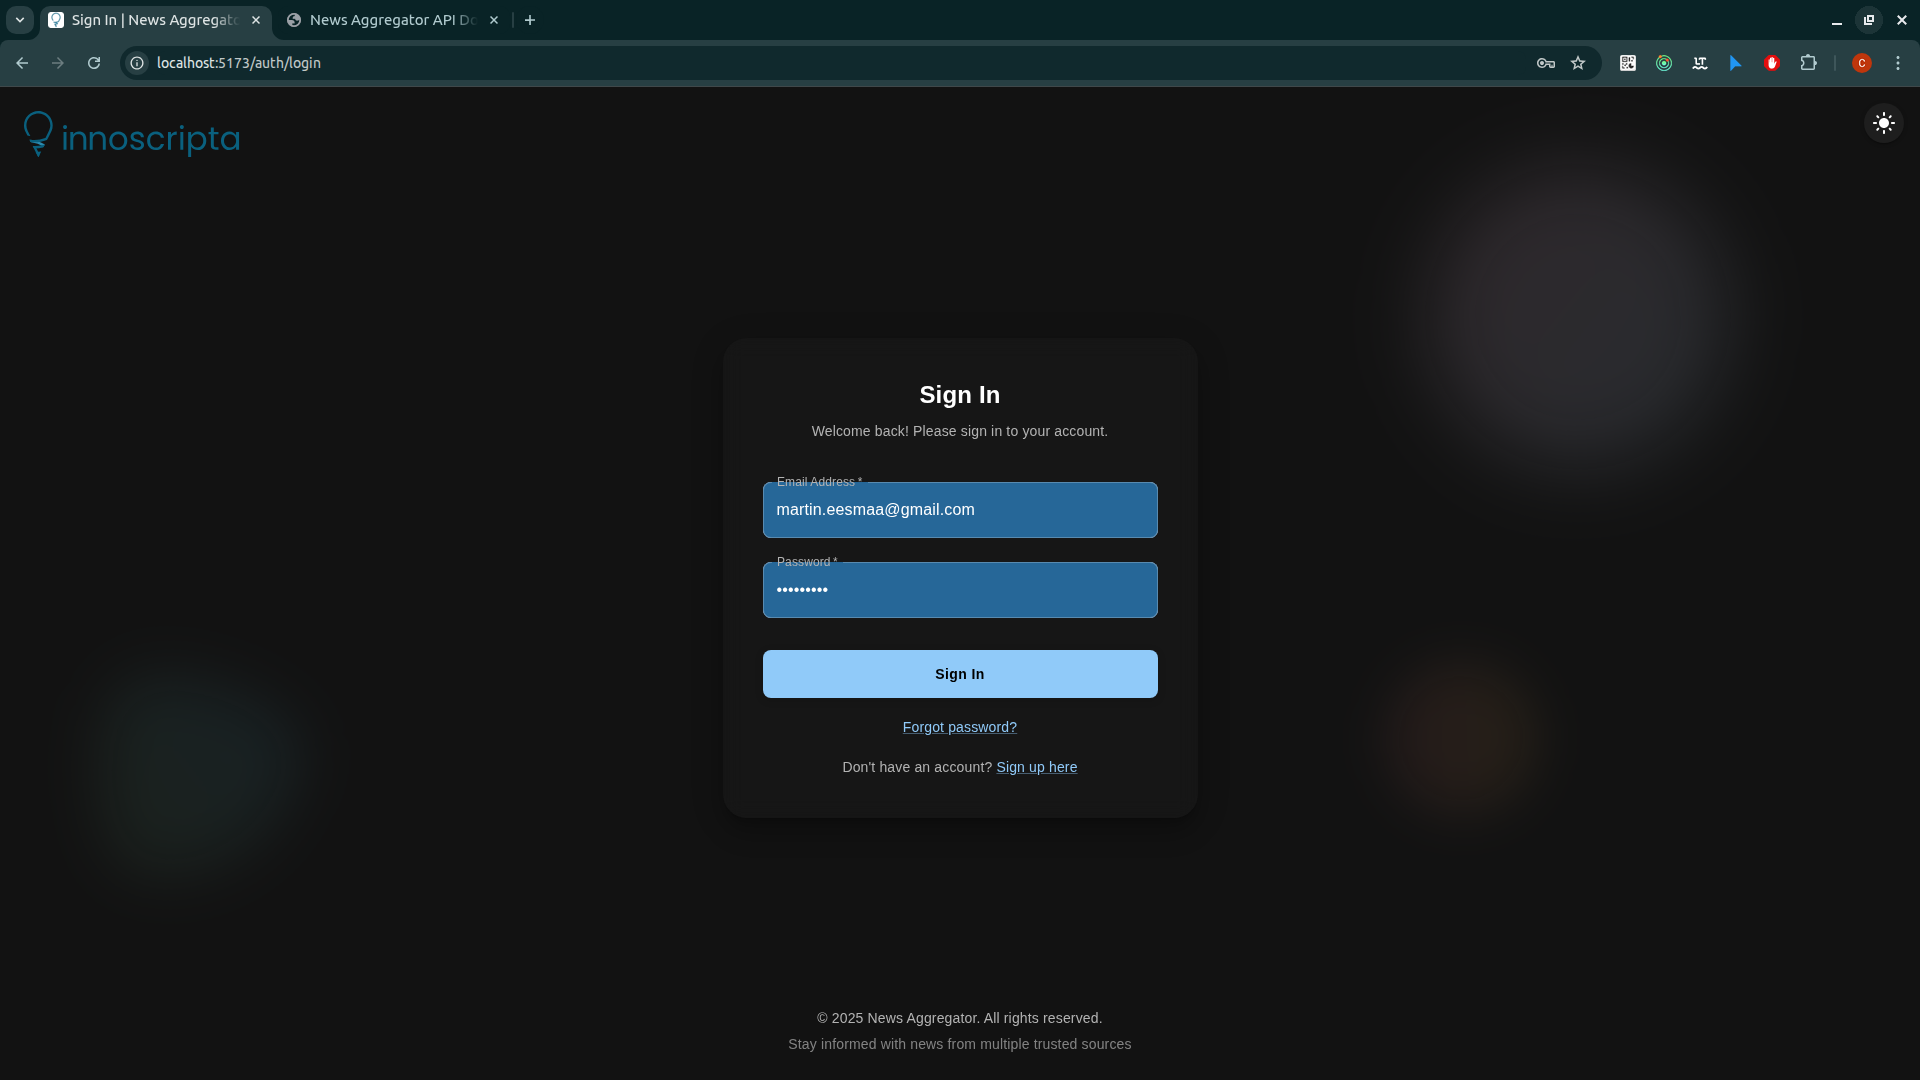 Sign In | News Aggregato
News Aggregator API Do
localhost:5173/auth/login
C
innoscripta
Sign In
Welcome back! Please sign in to your account.
Email Address *
martin.eesmaa@gmail.com
Password *
•••••••••
Sign In
Forgot password?
Don't have an account? Sign up here
© 2025 News Aggregator. All rights reserved.
Stay informed with news from multiple trusted sources